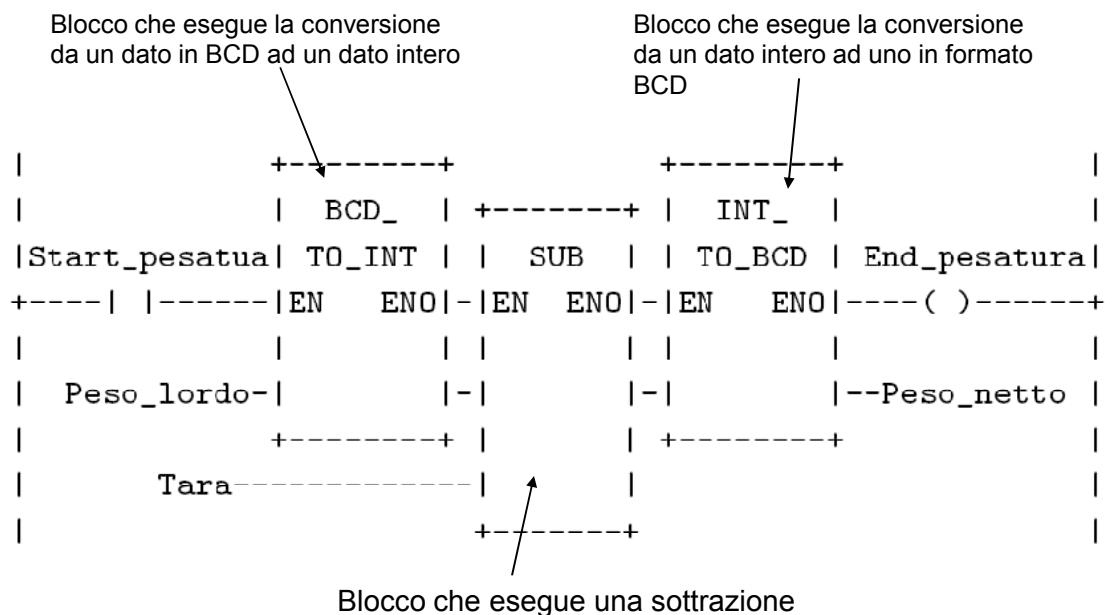 Blocco che esegue la conversione
da un dato in BCD ad un dato intero
Blocco che esegue la conversione
da un dato intero ad uno in formato
BCD
BCD_ INT_
Start_pesatua TO_INT SUB TO_BCD End_pesatura
EN ENO EN ENO EN ENO
Peso_lordo Peso_netto
Tara
Blocco che esegue una sottrazione